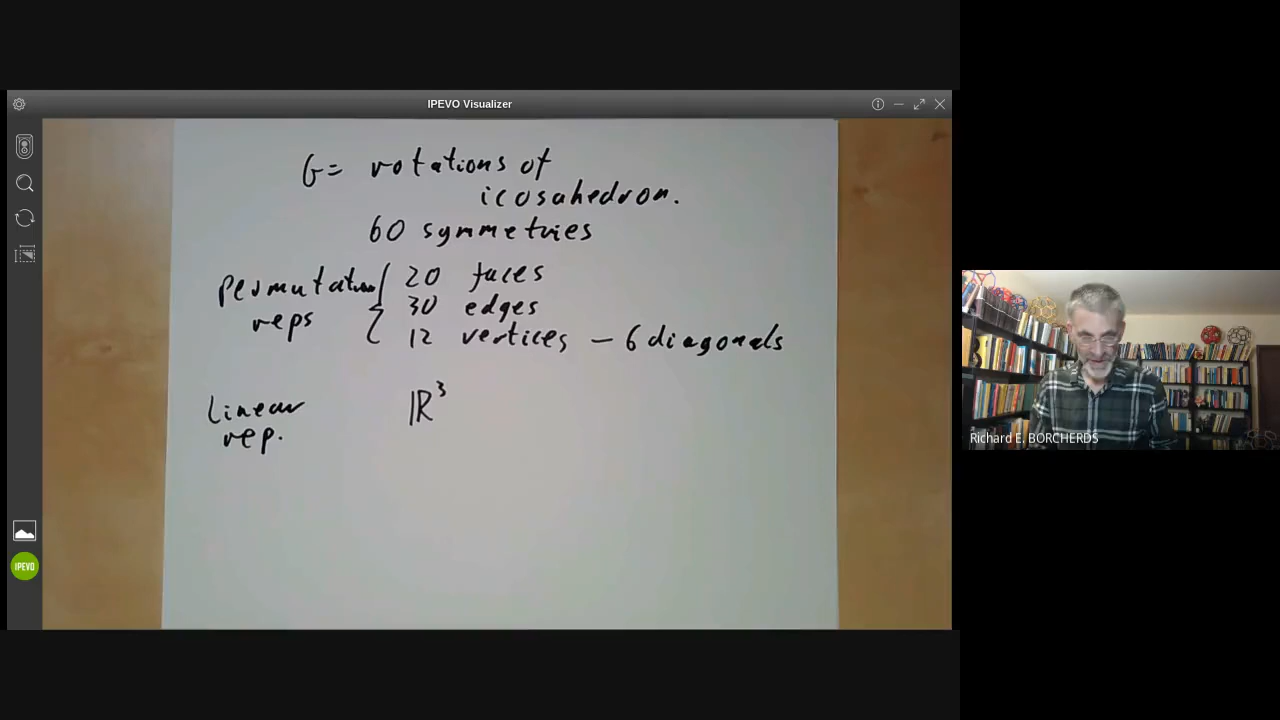 IPEVO Visualizer
G = rotations of
icosahedron.
60 symmetries
permutation reps { 20 faces
30 edges
12 vertices — 6 diagonals
Linear rep. ℝ³
Richard E. BORCHERDS
IPEVO